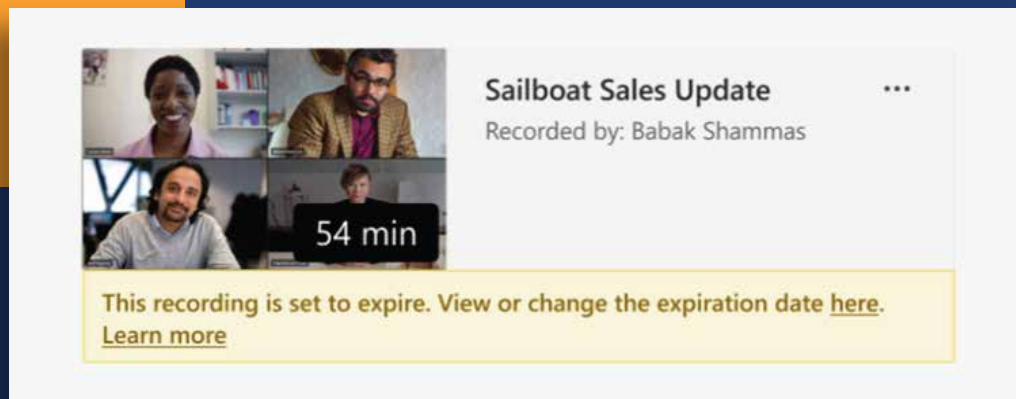 Sailboat Sales Update
...
Recorded by: Babak Shammas
54 min
This recording is set to expire. View or change the expiration date here.
Learn more